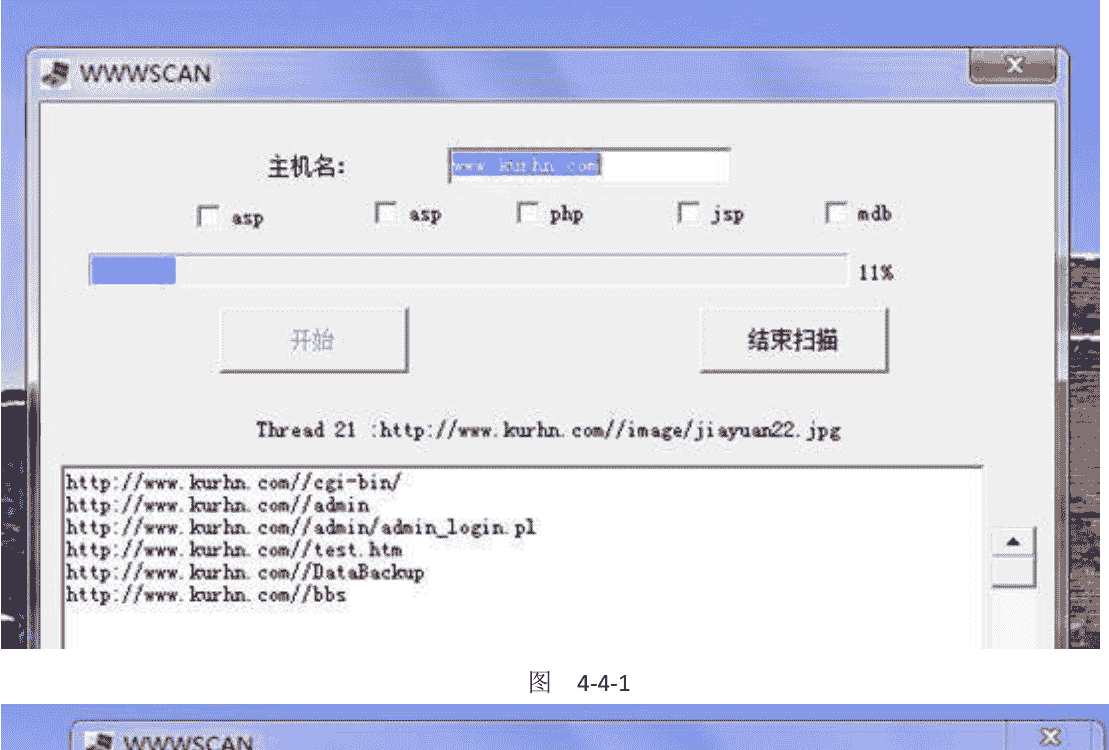 WWWSCAN
主机名:
www.kurhn.com
asp asp php jsp mdb
11%
开始 结束扫描
Thread 21 :http://www.kurhn.com//image/jiayuan22.jpg
http://www.kurhn.com//cgi-bin/
http://www.kurhn.com//admin
http://www.kurhn.com//admin/admin_login.pl
http://www.kurhn.com//test.htm
http://www.kurhn.com//DataBackup
http://www.kurhn.com//bbs
图 4-4-1
WWWSCAN